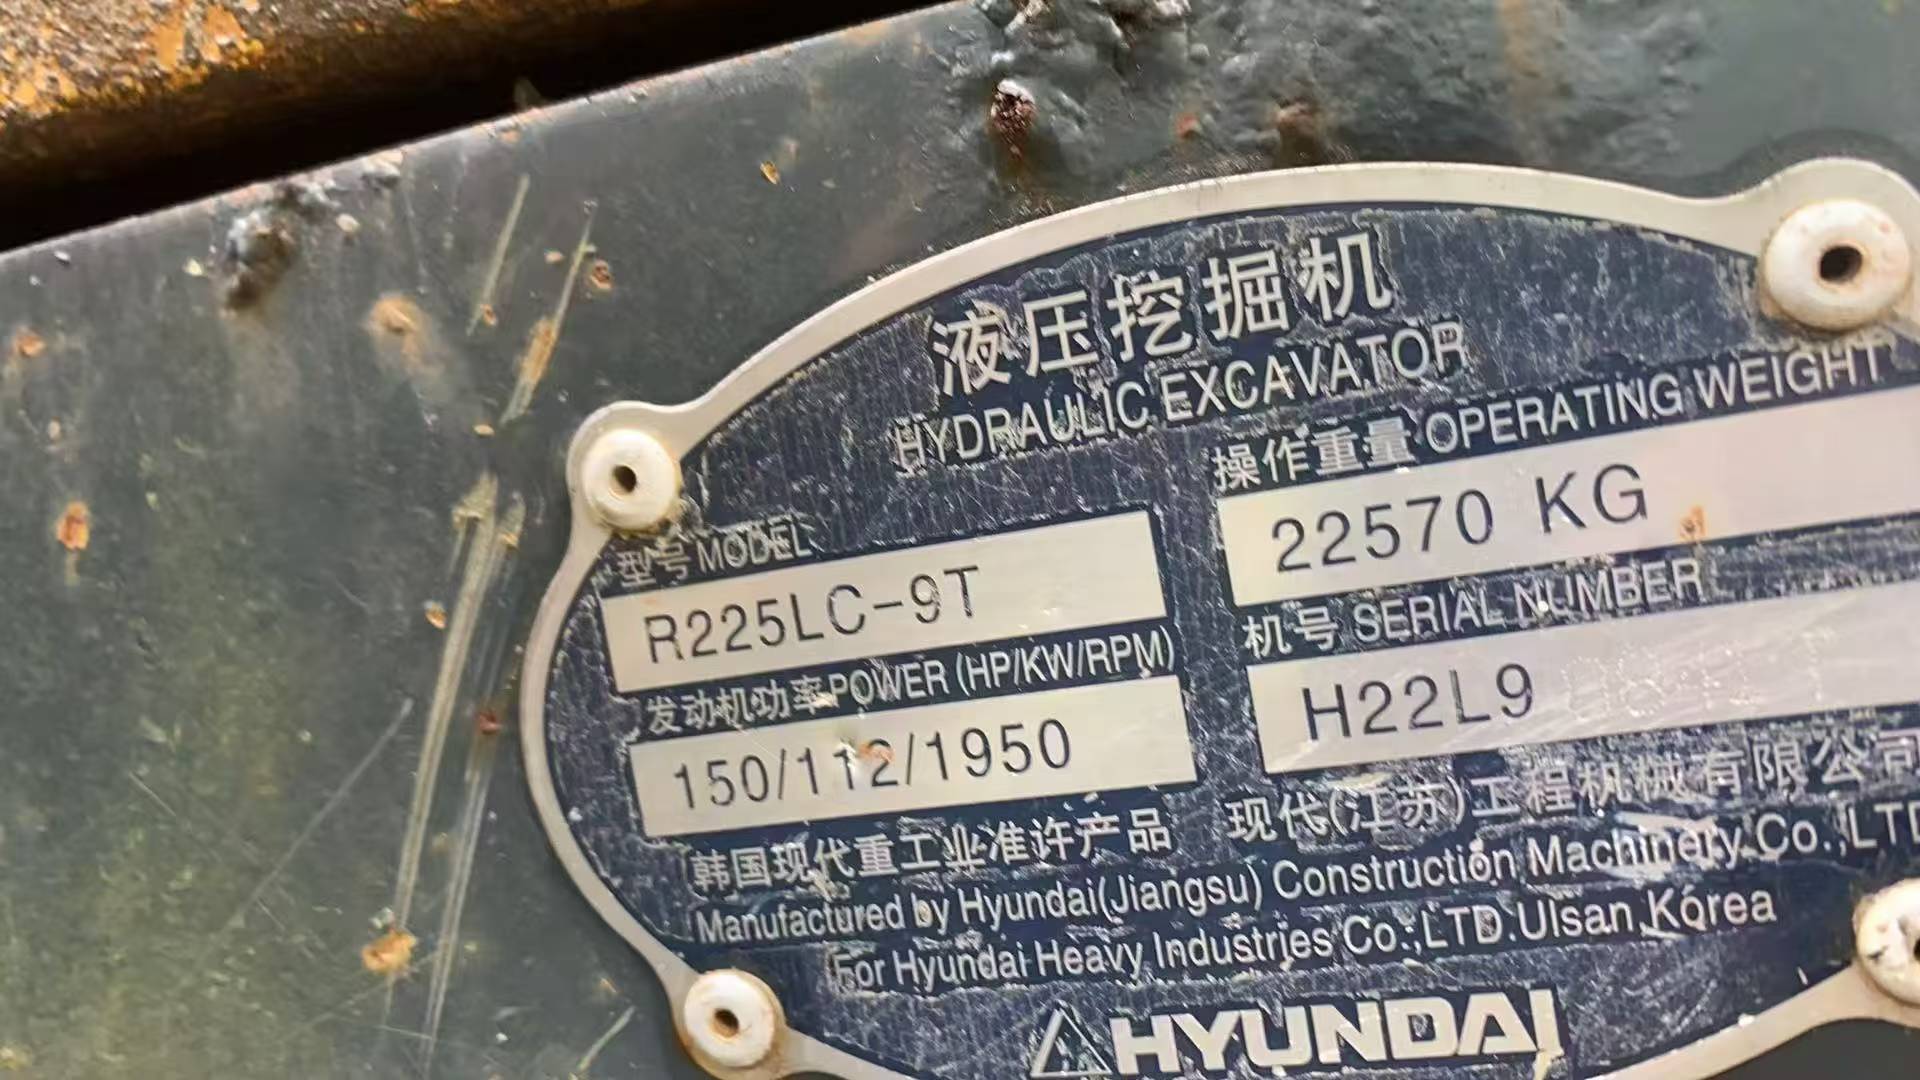 液压挖掘机
HYDRAULIC EXCAVATOR
型号 MODEL
R225LC-9T
操作重量 OPERATING WEIGHT
22570 KG
发动机功率 POWER (HP/KW/RPM)
150/112/1950
机号 SERIAL NUMBER
H22L9
韩国现代重工业准许产品 现代(江苏)工程机械有限公司
Manufactured by Hyundai(Jiangsu) Construction Machinery Co.,LTD
For Hyundai Heavy Industries Co.,LTD.Ulsan,Korea
HYUNDAI